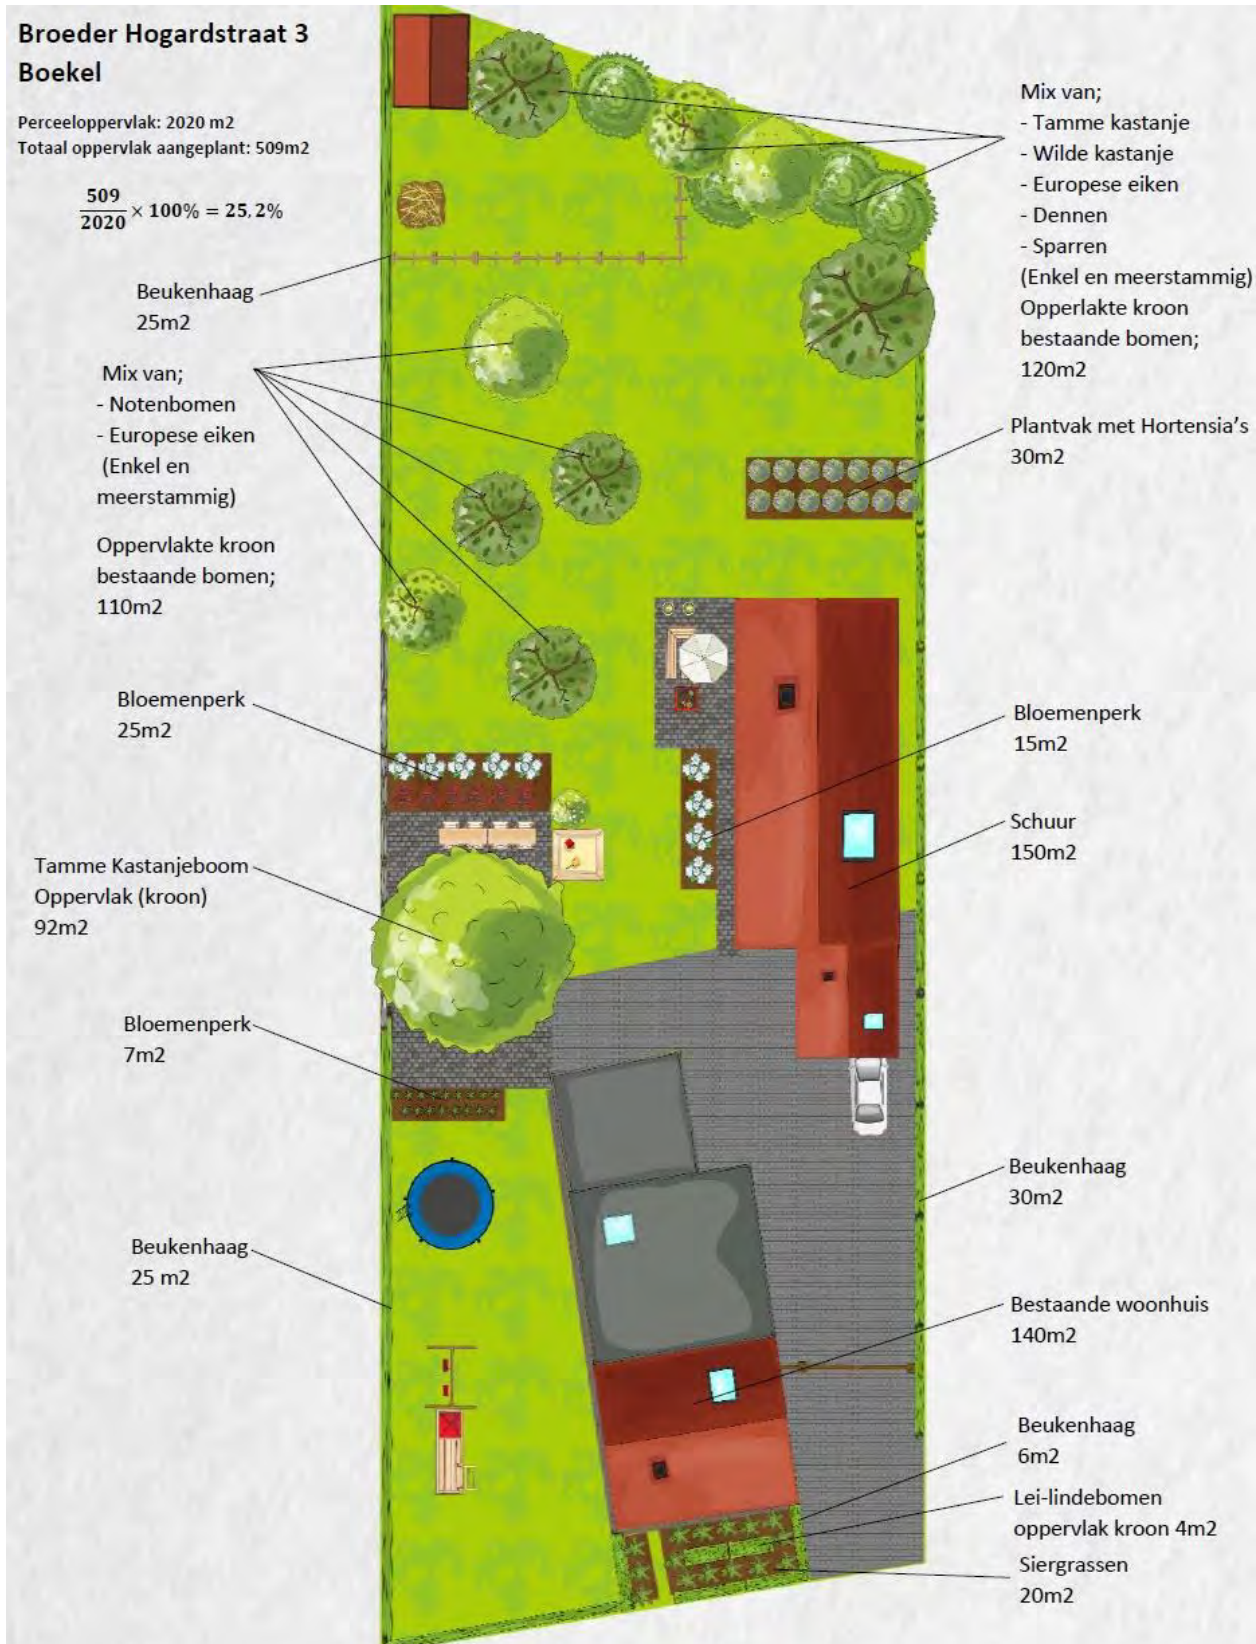 Broeder Hogardstraat 3
Boekel
Perceeloppervlak: 2020 m2
Totaal oppervlak aangeplant: 509m2
509
2020 × 100% = 25,2%
Beukenhaag
25m2
Mix van;
- Notenbomen
- Europese eiken
(Enkel en
meerstammig)
Oppervlakte kroon
bestaande bomen;
110m2
Bloemenperk
25m2
Tamme Kastanjeboom
Oppervlak (kroon)
92m2
Bloemenperk
7m2
Beukenhaag
25 m2
Mix van;
- Tamme kastanje
- Wilde kastanje
- Europese eiken
- Dennen
- Sparren
(Enkel en meerstammig)
Opperlakte kroon
bestaande bomen;
120m2
Plantvak met Hortensia's
30m2
Bloemenperk
15m2
Schuur
150m2
Beukenhaag
30m2
Bestaande woonhuis
140m2
Beukenhaag
6m2
Lei-lindebomen
oppervlak kroon 4m2
Siergrassen
20m2